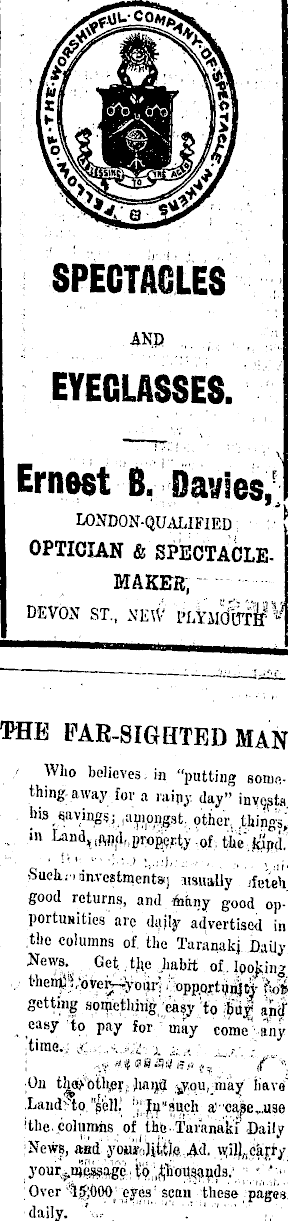 FELLOW·OF·THE·WORSHIPFUL·COMPANY·OF·SPECTACLE·MAKERS
A BLESSING TO THE AGED
SPECTACLES
AND
EYEGLASSES.
Ernest B. Davies,
LONDON-QUALIFIED
OPTICIAN & SPECTACLE-
MAKER,
DEVON ST., NEW PLYMOUTH
THE FAR-SIGHTED MAN
Who believes in "putting some-
thing away for a rainy day" invests
his savings; amongst other things,
in Land, and property of the kind.
Such investments usually fetch
good returns, and many good op-
portunities are daily advertised in
the columns of the Taranaki Daily
News. Get the habit of looking
them over—your opportunity for
getting something easy to buy and
easy to pay for may come any
time.
On the other hand you may have
Land to sell. In such a case use
the columns of the Taranaki Daily
News, and your little Ad. will carry
your message to thousands.
Over 15,000 eyes scan these pages
daily.